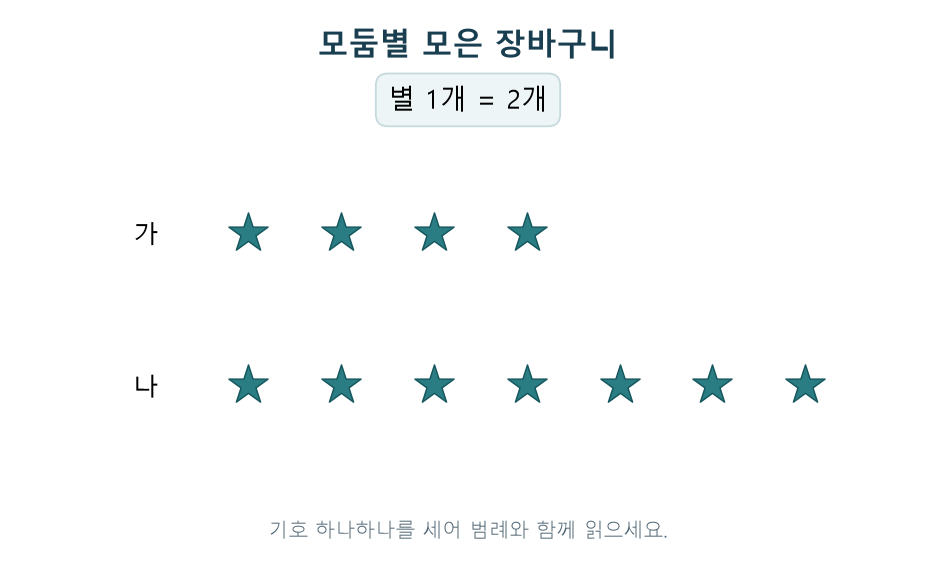 모둠별 모은 장바구니
별 1개 = 2개
가
나
기호 하나하나를 세어 범례와 함께 읽으세요.